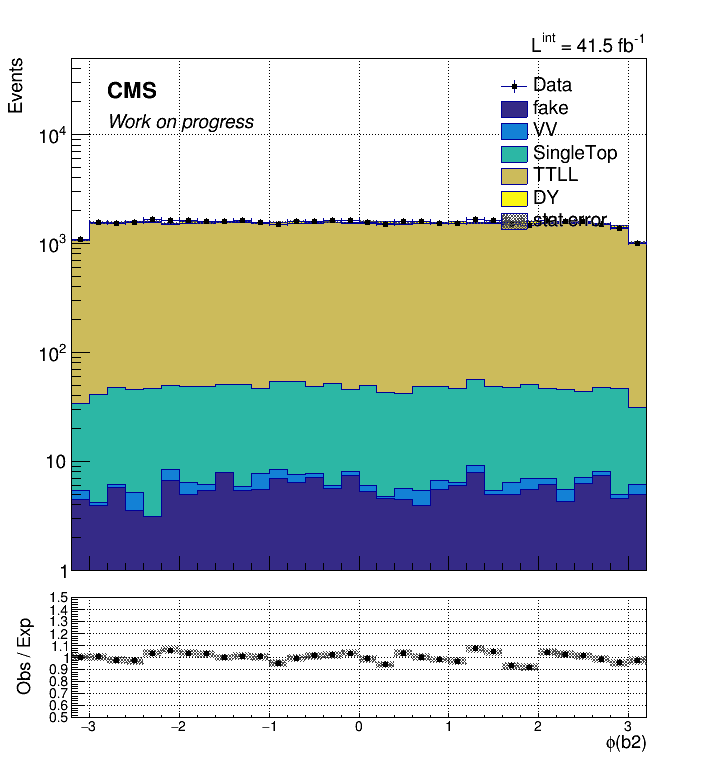 L^int = 41.5 fb^-1
Events
CMS
Work on progress
Data
fake
VV
SingleTop
TTLL
DY
stat error
10^4
10^3
10^2
10
1
Obs / Exp
1.5
1.4
1.3
1.2
1.1
1
0.9
0.8
0.7
0.6
0.5
−3 −2 −1 0 1 2 3
ϕ(b2)